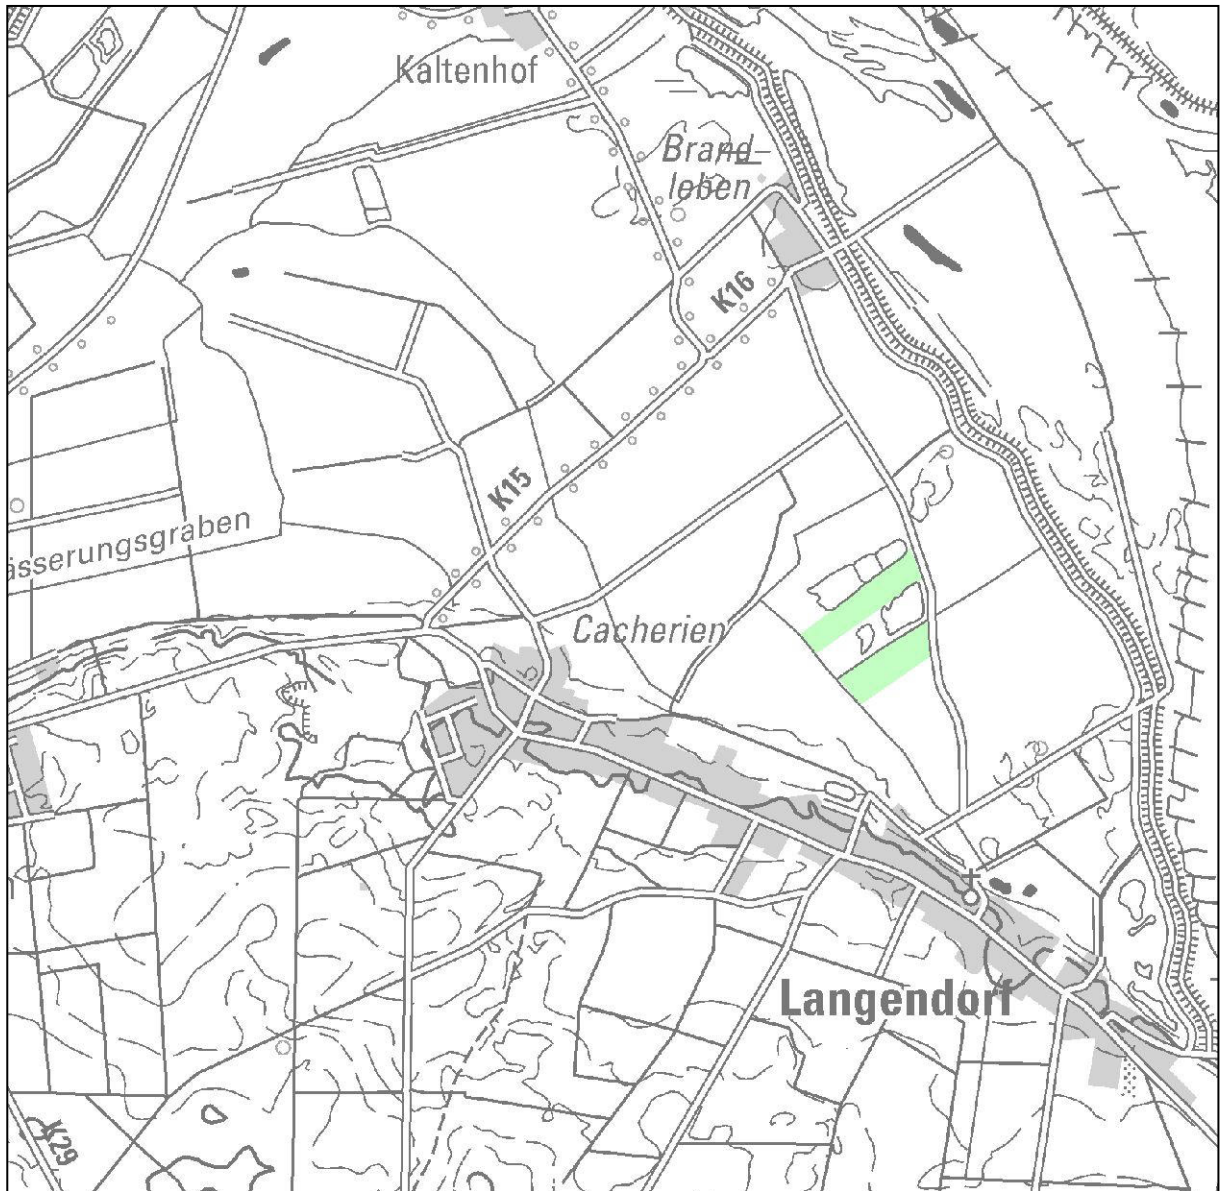 Kaltenhof
Brand-
leben
K16
K15
ässerungsgraben
Cacherien
Langendorf
K29